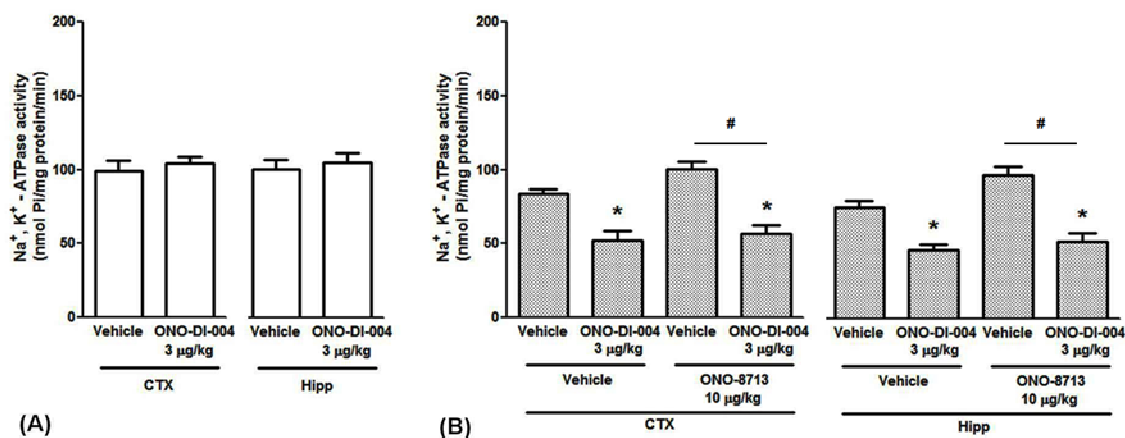 Na⁺, K⁺ - ATPase activity
(nmol Pi/mg protein/min)
200
150
100
50
0
Vehicle ONO-DI-004 Vehicle ONO-DI-004
3 µg/kg 3 µg/kg
CTX Hipp
(A)
Na⁺, K⁺ - ATPase activity
(nmol Pi/mg protein/min)
200
150
100
50
0
# #
* * * *
Vehicle ONO-DI-004 Vehicle ONO-DI-004 Vehicle ONO-DI-004 Vehicle ONO-DI-004
3 µg/kg 3 µg/kg 3 µg/kg 3 µg/kg
Vehicle ONO-8713 Vehicle ONO-8713
10 µg/kg 10 µg/kg
CTX Hipp
(B)